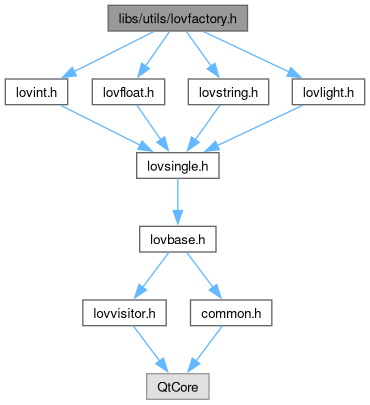 libs/utils/lovfactory.h
lovint.h
lovfloat.h
lovstring.h
lovlight.h
lovsingle.h
lovbase.h
lovvisitor.h
common.h
QtCore